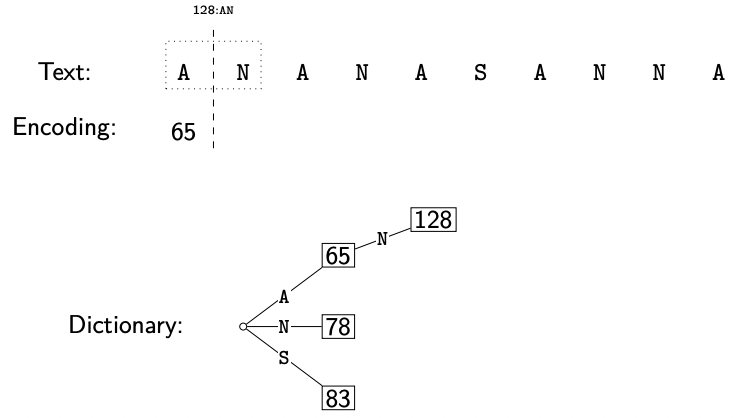 128:AN
Text: A N A N A S A N N A
Encoding: 65
128
N
65
A
Dictionary: N 78
S
83